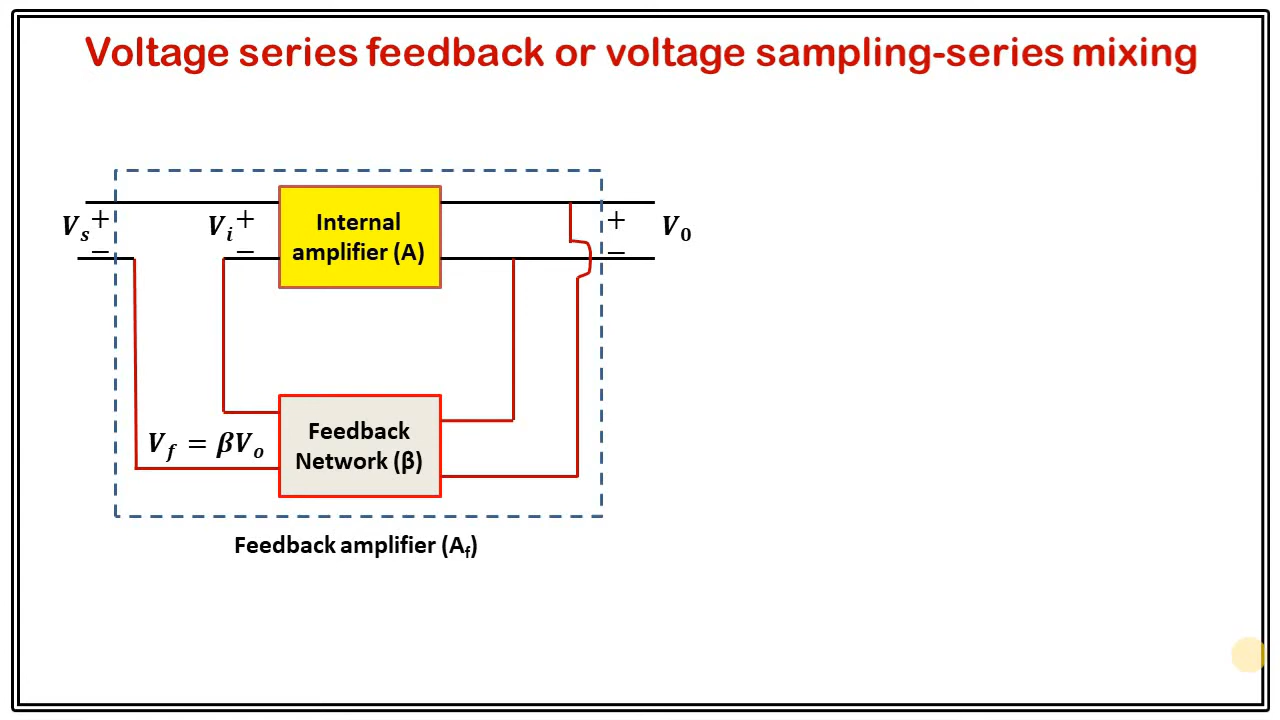 Voltage series feedback or voltage sampling-series mixing
Vs + −
Vi + −
Internal
amplifier (A)
+ − V0
Vf = βVo
Feedback
Network (β)
Feedback amplifier (Af)